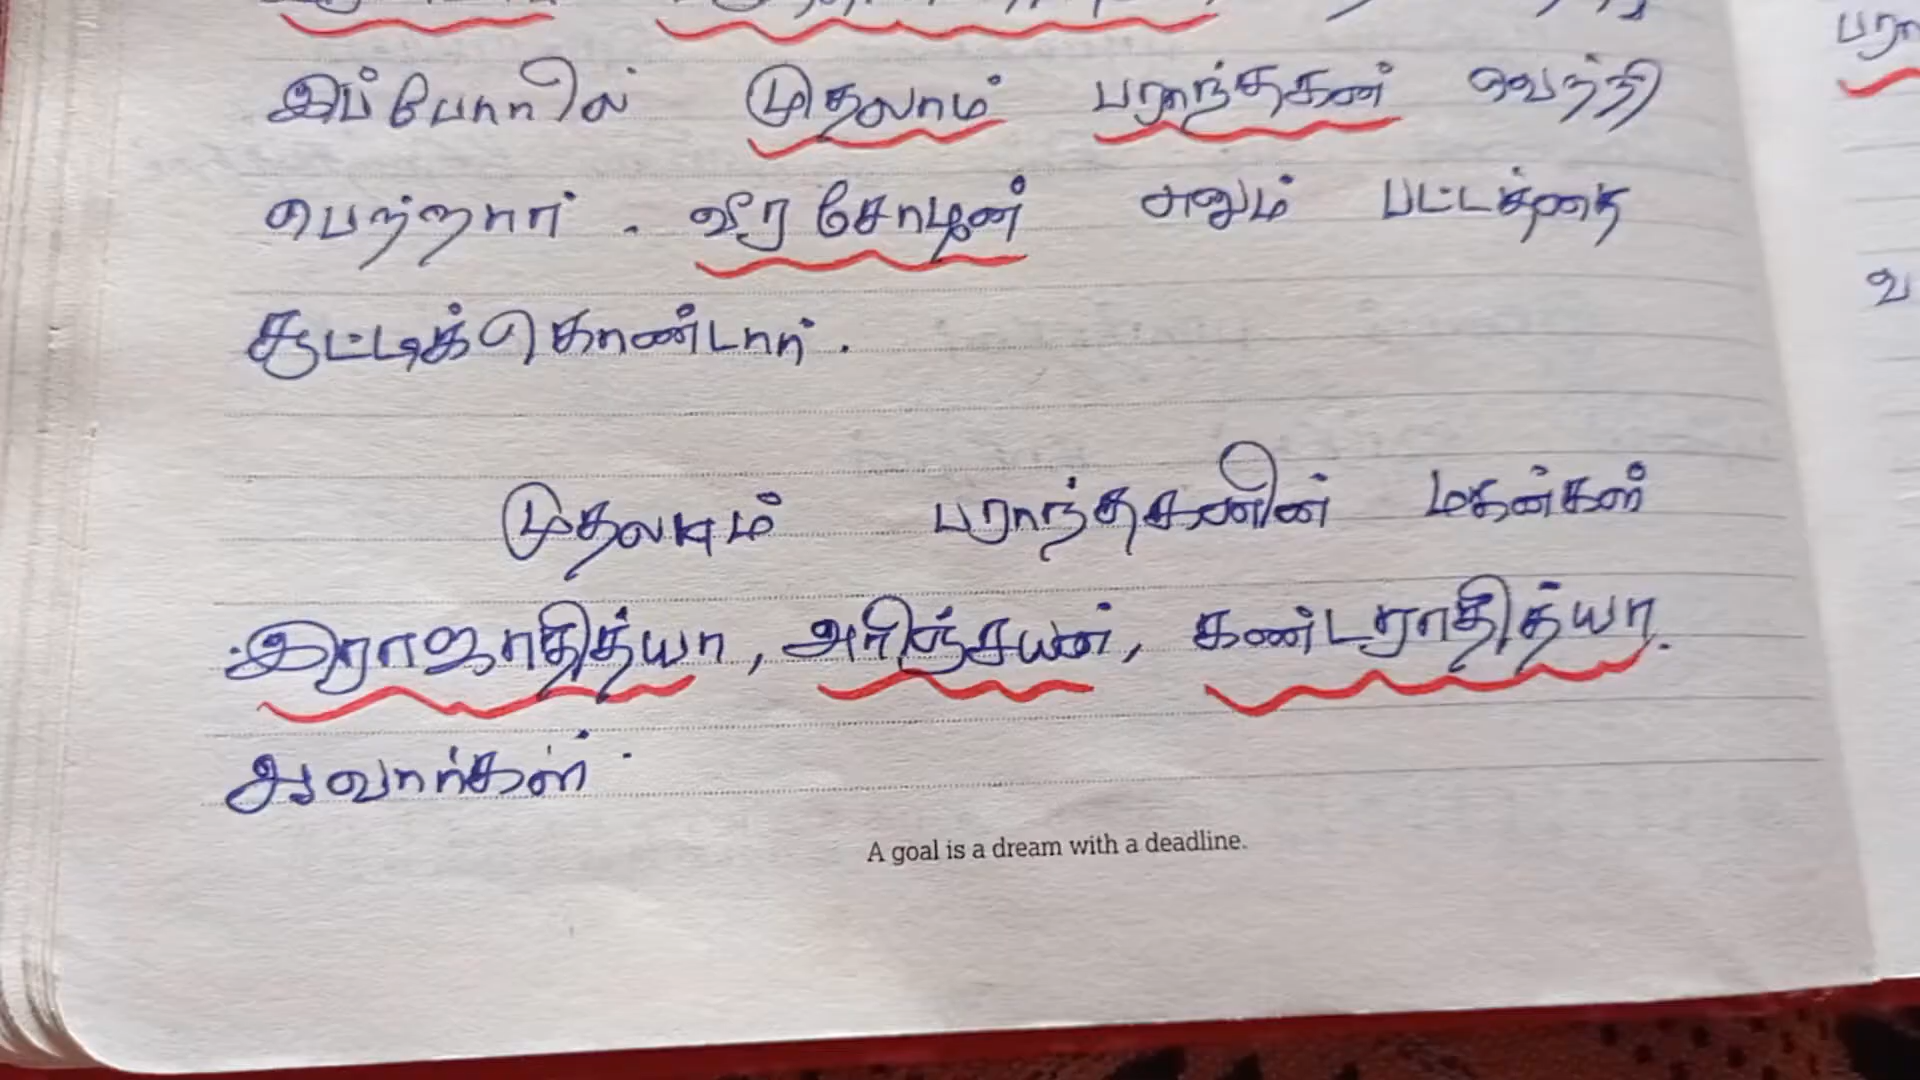 இப்போரில் முதலாம் பராந்தகன் வெற்றி
பெற்றார். வீர சோழன் எனும் பட்டத்தை
சூட்டிக்கொண்டார்.
முதலாம் பராந்தகனின் மகன்கள்
இராஜாதித்யா, அரிஞ்சயன், கண்டராதித்யா.
ஆவார்கள்.
A goal is a dream with a deadline.